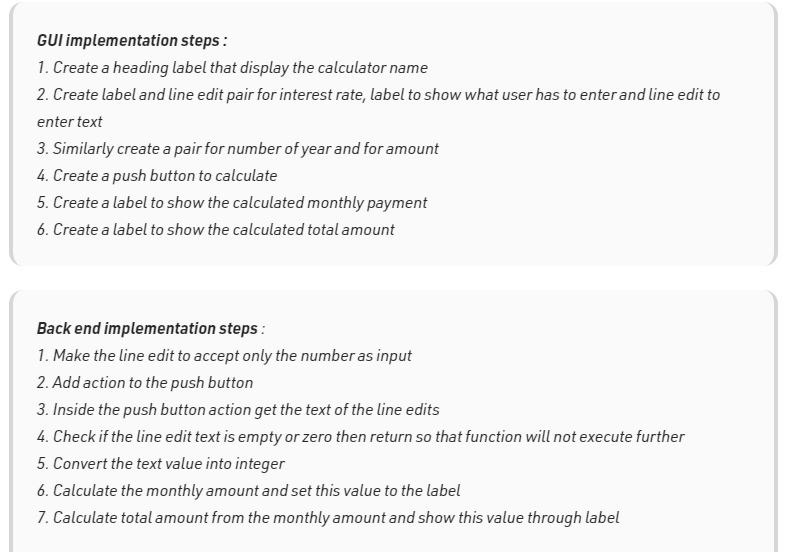 GUI implementation steps :
1. Create a heading label that display the calculator name
2. Create label and line edit pair for interest rate, label to show what user has to enter and line edit to
enter text
3. Similarly create a pair for number of year and for amount
4. Create a push button to calculate
5. Create a label to show the calculated monthly payment
6. Create a label to show the calculated total amount
Back end implementation steps :
1. Make the line edit to accept only the number as input
2. Add action to the push button
3. Inside the push button action get the text of the line edits
4. Check if the line edit text is empty or zero then return so that function will not execute further
5. Convert the text value into integer
6. Calculate the monthly amount and set this value to the label
7. Calculate total amount from the monthly amount and show this value through label